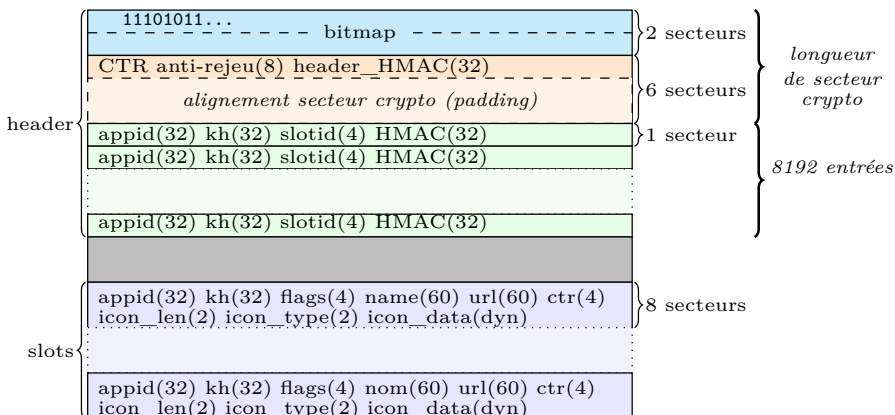 11101011...
bitmap
2 secteurs
CTR anti-rejeu(8) header_HMAC(32)
alignement secteur crypto (padding)
6 secteurs
longueur
de secteur
crypto
header
appid(32) kh(32) slotid(4) HMAC(32)
1 secteur
appid(32) kh(32) slotid(4) HMAC(32)
8192 entrées
appid(32) kh(32) slotid(4) HMAC(32)
appid(32) kh(32) flags(4) name(60) url(60) ctr(4)
icon_len(2) icon_type(2) icon_data(dyn)
8 secteurs
slots
appid(32) kh(32) flags(4) nom(60) url(60) ctr(4)
icon_len(2) icon_type(2) icon_data(dyn)